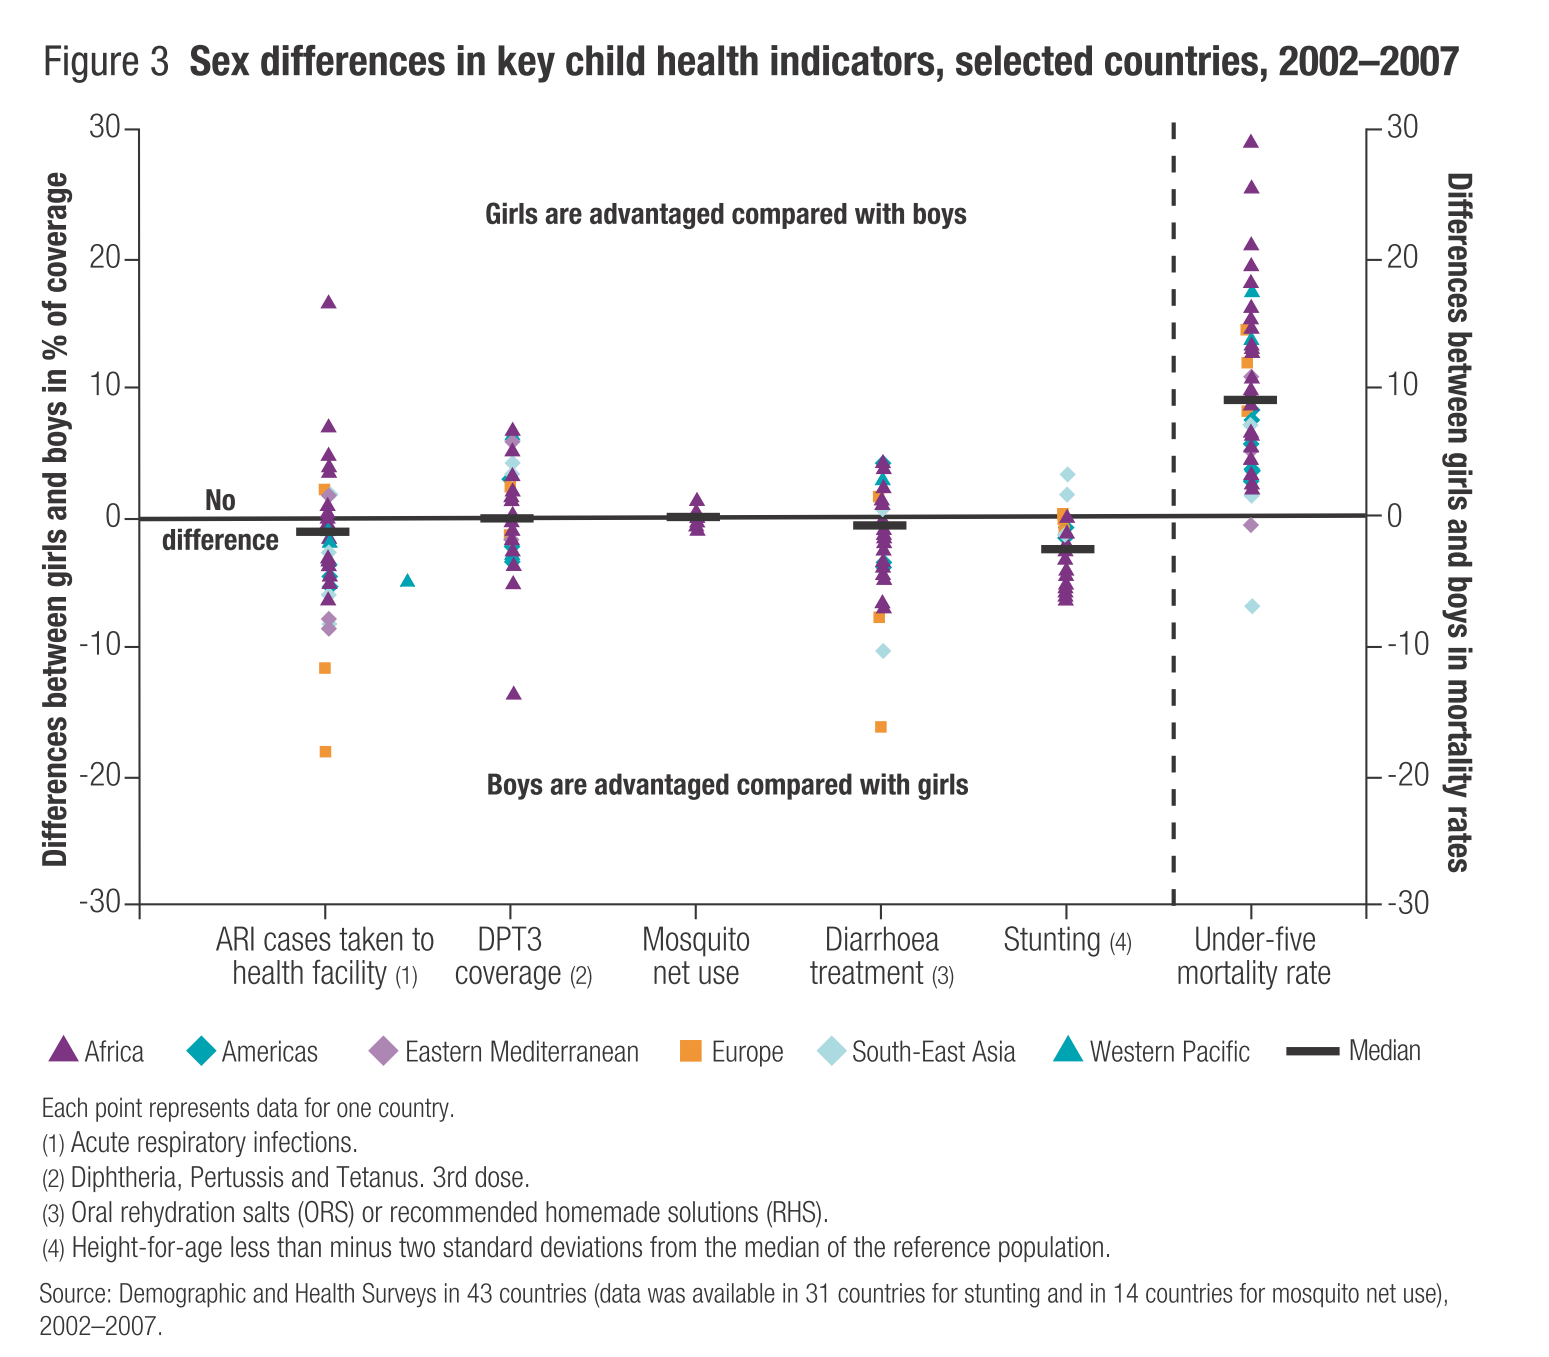 Figure 3 Sex differences in key child health indicators, selected countries, 2002–2007
Differences between girls and boys in % of coverage
30
20
10
0
-10
-20
-30
Girls are advantaged compared with boys
No
difference
Boys are advantaged compared with girls
30
20
10
0
-10
-20
-30
Differences between girls and boys in mortality rates
ARI cases taken to
health facility (1)
DPT3
coverage (2)
Mosquito
net use
Diarrhoea
treatment (3)
Stunting (4)
Under-five
mortality rate
Africa Americas Eastern Mediterranean Europe South-East Asia Western Pacific Median
Each point represents data for one country.
(1) Acute respiratory infections.
(2) Diphtheria, Pertussis and Tetanus. 3rd dose.
(3) Oral rehydration salts (ORS) or recommended homemade solutions (RHS).
(4) Height-for-age less than minus two standard deviations from the median of the reference population.
Source: Demographic and Health Surveys in 43 countries (data was available in 31 countries for stunting and in 14 countries for mosquito net use),
2002–2007.